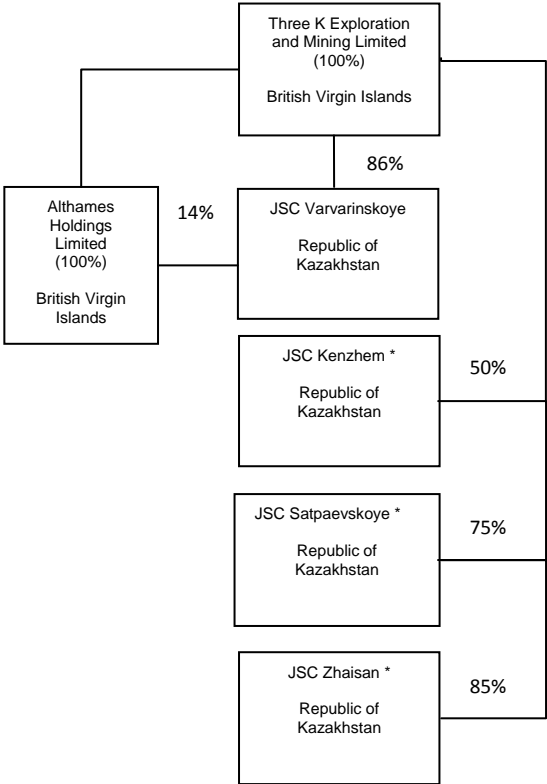 Three K Exploration
and Mining Limited
(100%)
British Virgin Islands
86%
Althames
Holdings
Limited
(100%)
British Virgin
Islands
14%
JSC Varvarinskoye
Republic of
Kazakhstan
JSC Kenzhem *
Republic of
Kazakhstan
50%
JSC Satpaevskoye *
Republic of
Kazakhstan
75%
JSC Zhaisan *
Republic of
Kazakhstan
85%